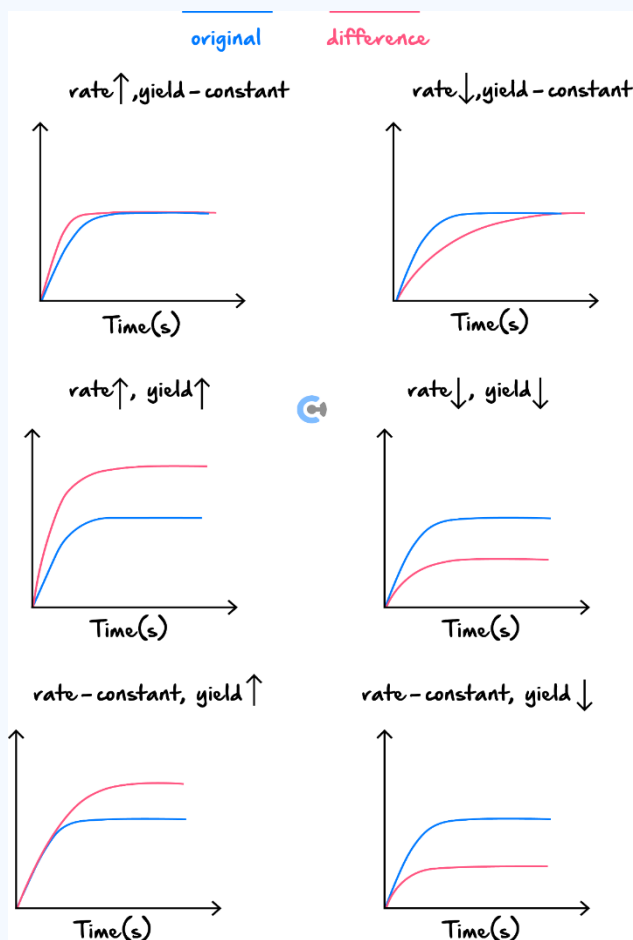 original difference
rate↑,yield-constant rate↓,yield-constant
Time(s) Time(s)
rate↑, yield↑ rate↓, yield↓
Time(s) Time(s)
rate-constant, yield↑ rate-constant, yield↓
Time(s) Time(s)